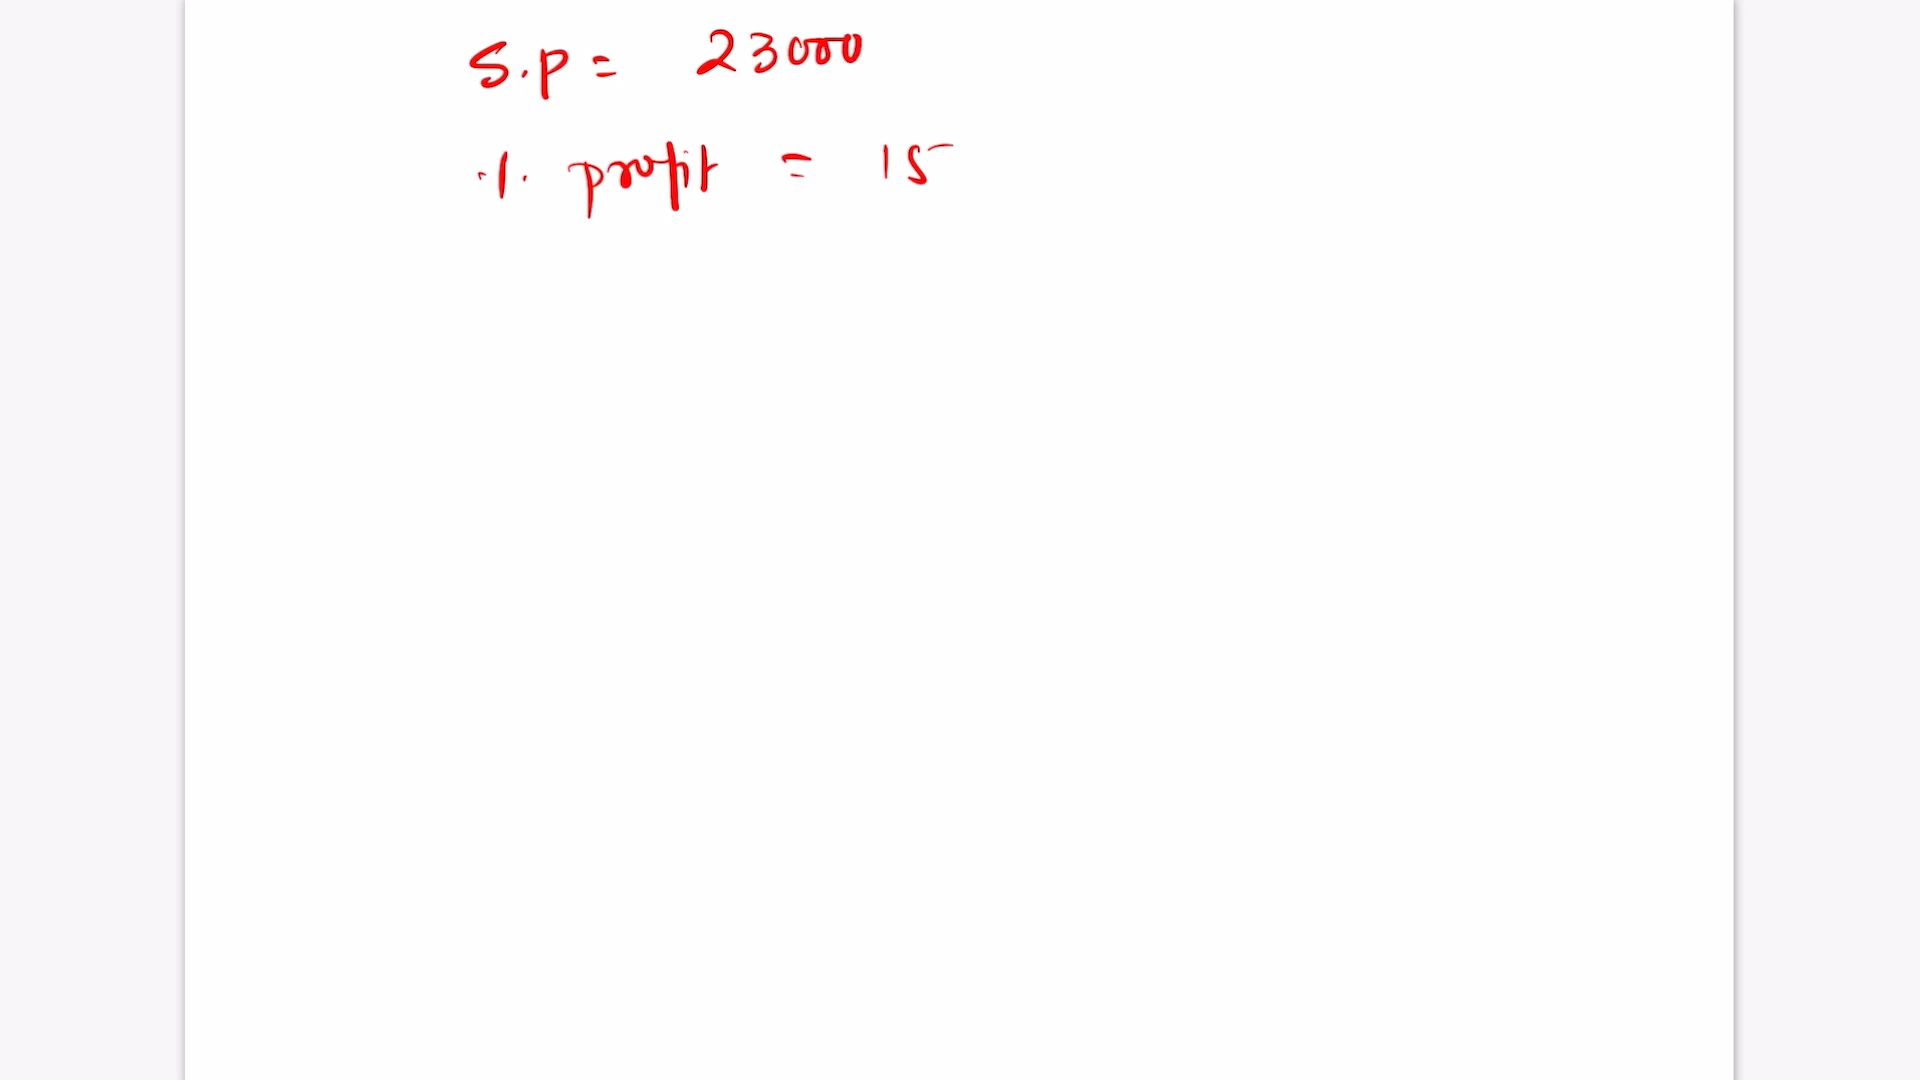 S.P = 23000
% profit = 15